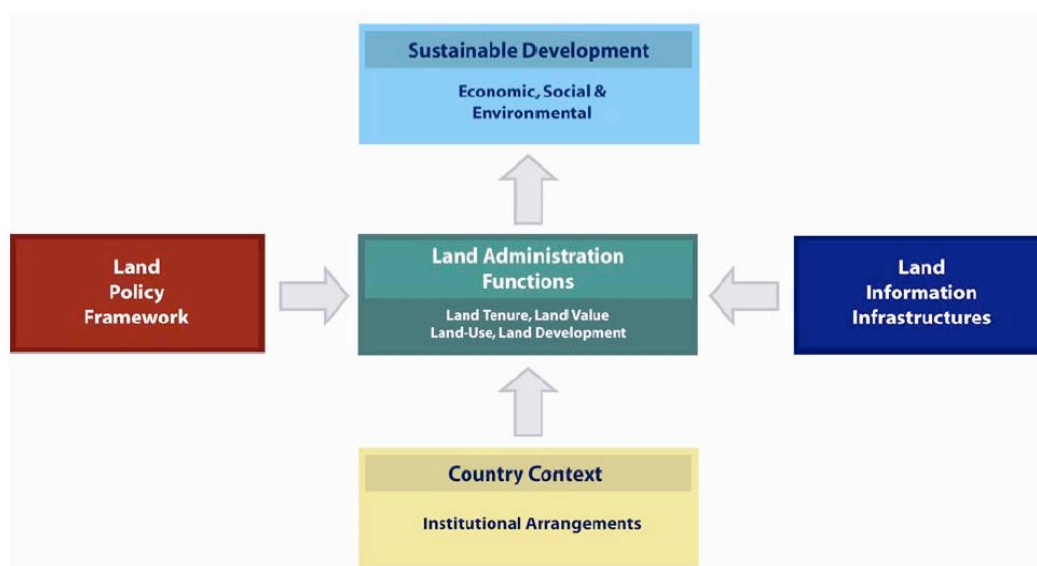 Sustainable Development
Economic, Social &
Environmental
Land
Policy
Framework
Land Administration
Functions
Land Tenure, Land Value
Land-Use, Land Development
Land
Information
Infrastructures
Country Context
Institutional Arrangements